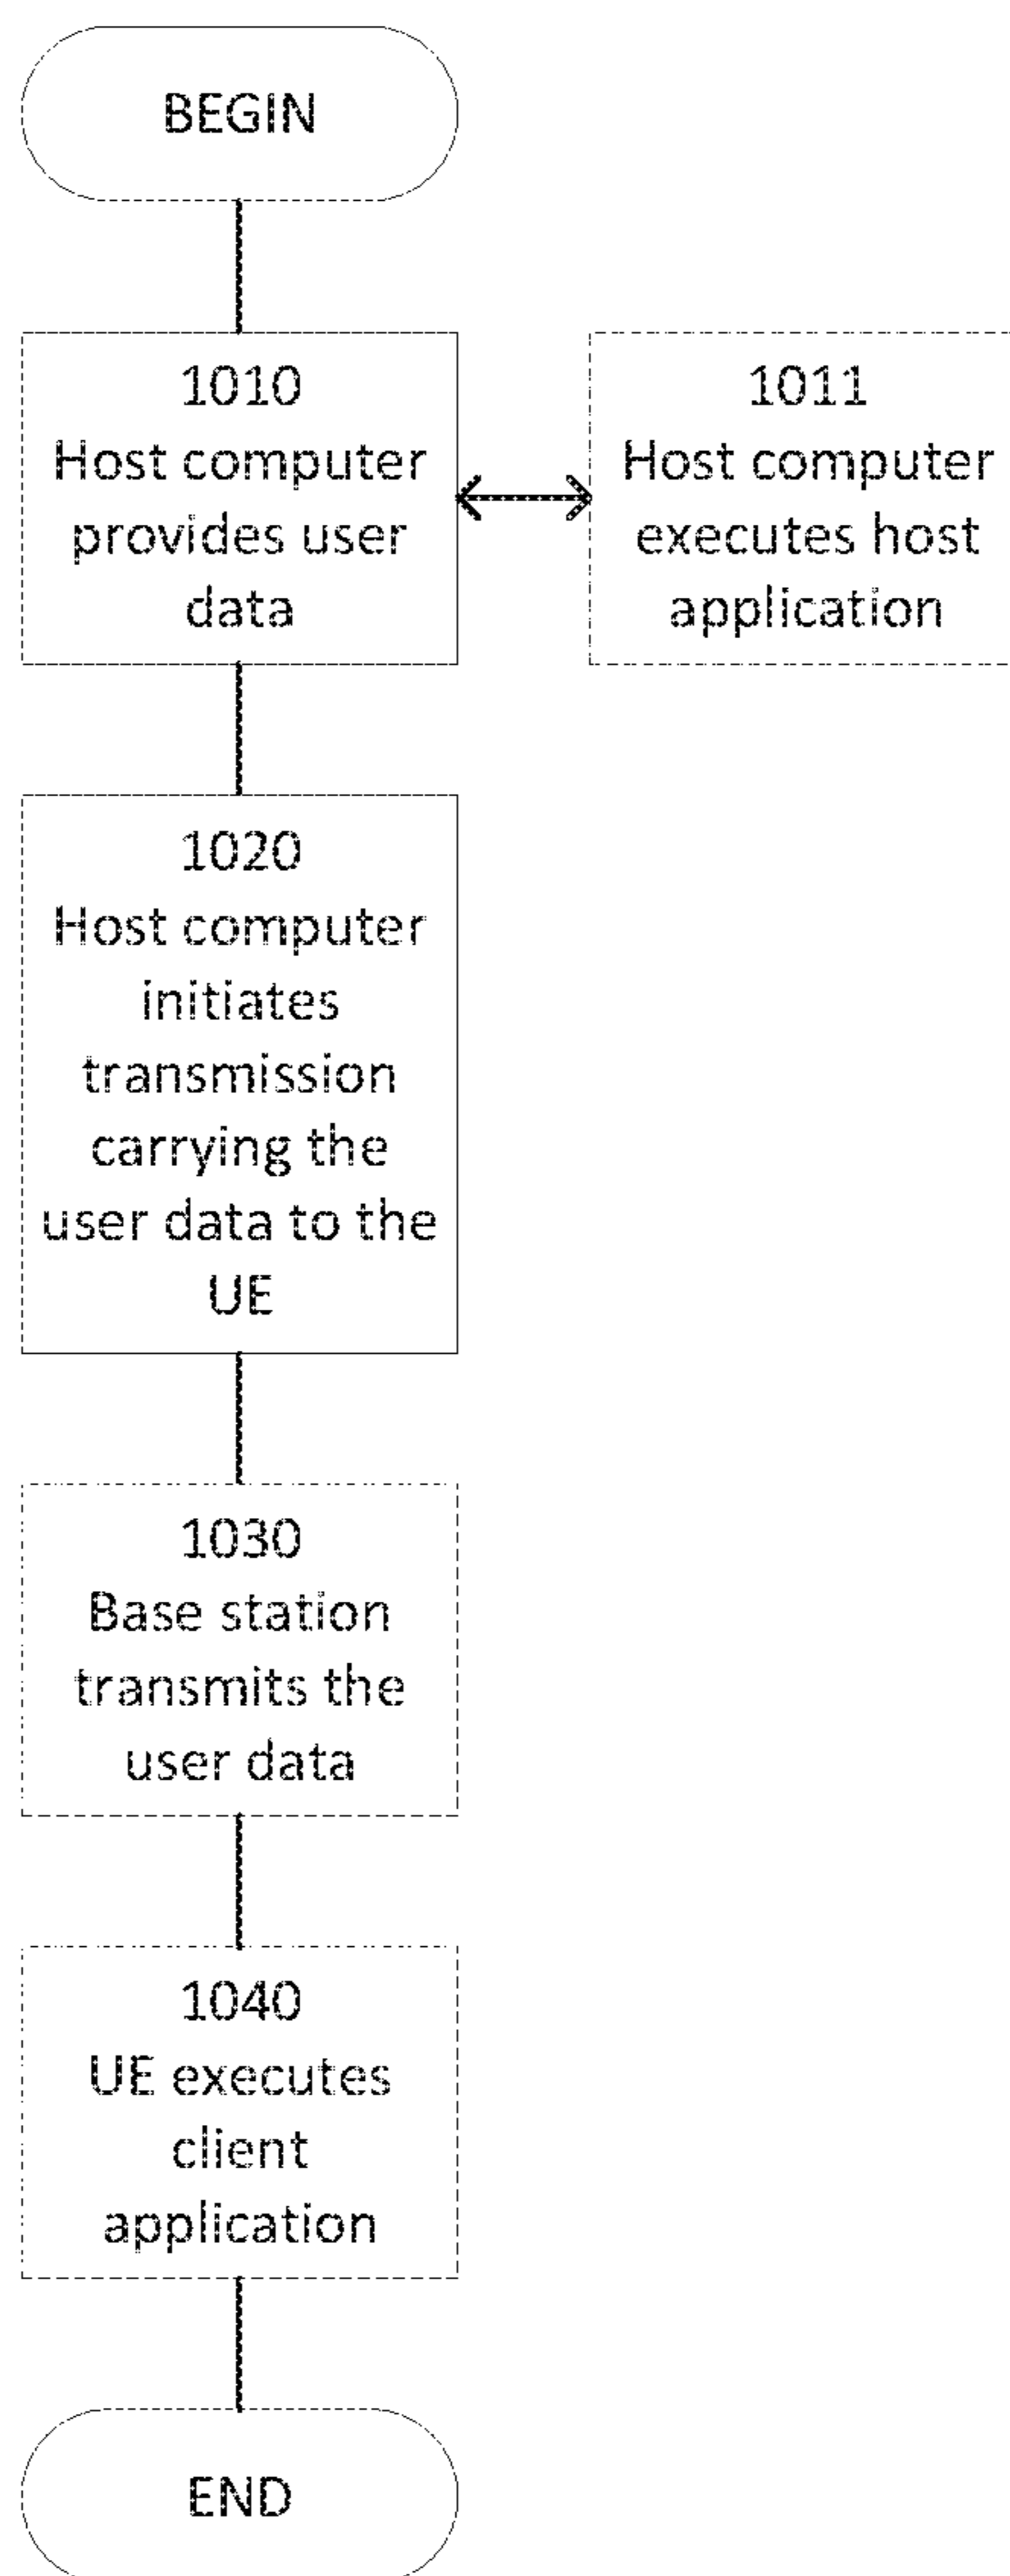 BEGIN
1010
Host computer
provides user
data
1011
Host computer
executes host
application
1020
Host computer
initiates
transmission
carrying the
user data to the
UE
1030
Base station
transmits the
user data
1040
UE executes
client
application
END